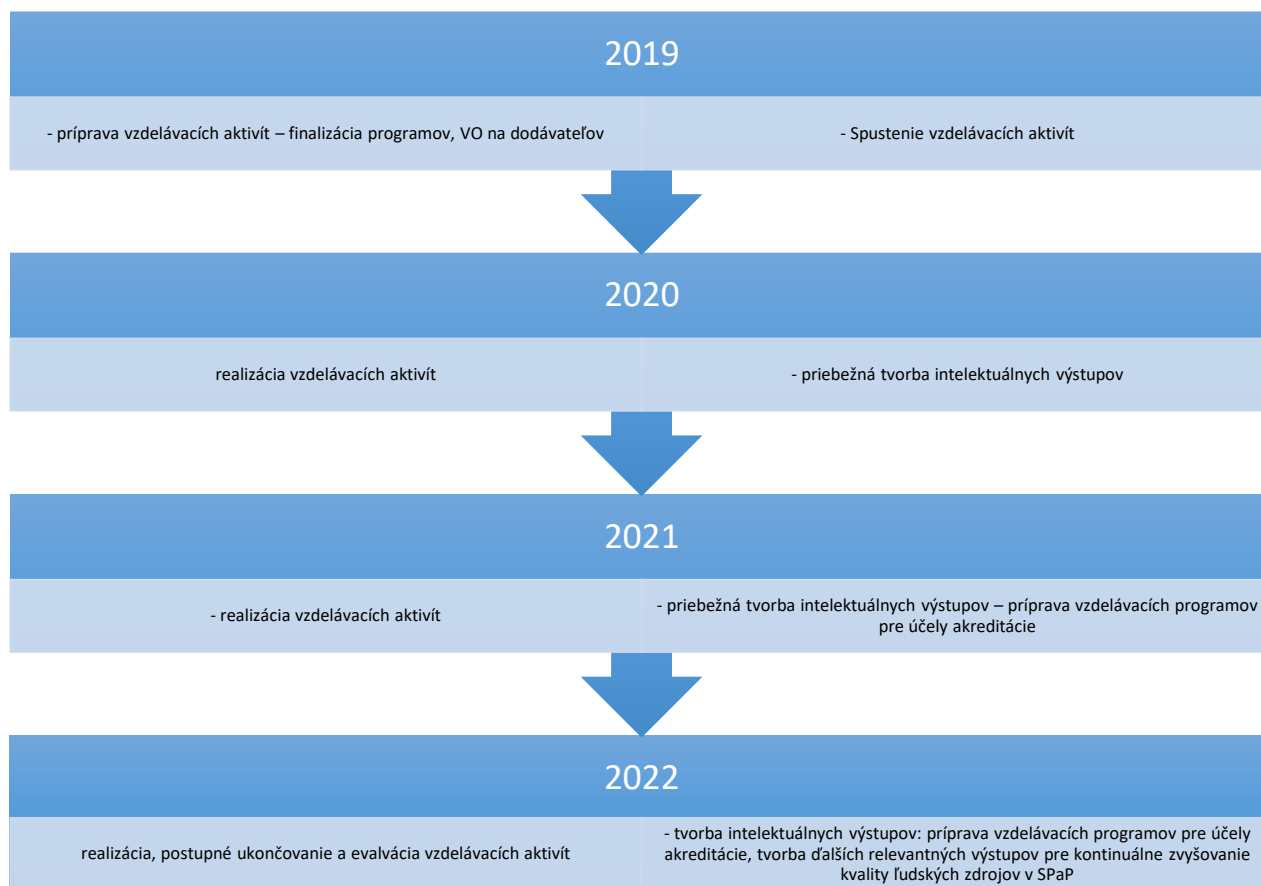 2019
- príprava vzdelávacích aktivít – finalizácia programov, VO na dodávateľov
- Spustenie vzdelávacích aktivít
2020
realizácia vzdelávacích aktivít
- priebežná tvorba intelektuálnych výstupov
2021
- realizácia vzdelávacích aktivít
- priebežná tvorba intelektuálnych výstupov – príprava vzdelávacích programov
pre účely akreditácie
2022
realizácia, postupné ukončovanie a evalvácia vzdelávacích aktivít
- tvorba intelektuálnych výstupov: príprava vzdelávacích programov pre účely
akreditácie, tvorba ďalších relevantných výstupov pre kontinuálne zvyšovanie
kvality ľudských zdrojov v SPaP